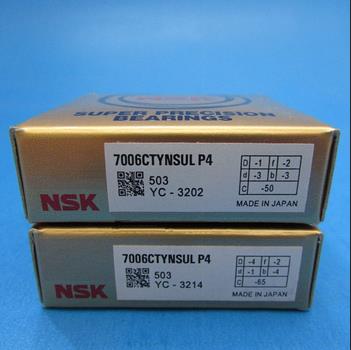 NSK
SUPER PRECISION
BEARINGS
7006CTYNSUL P4
503
YC - 3202
D -1 r -2
d -3 b -3
C -50
MADE IN JAPAN
NSK
7006CTYNSUL P4
503
YC - 3214
D -4 r -2
d -1 b -4
C -65
MADE IN JAPAN
NSK